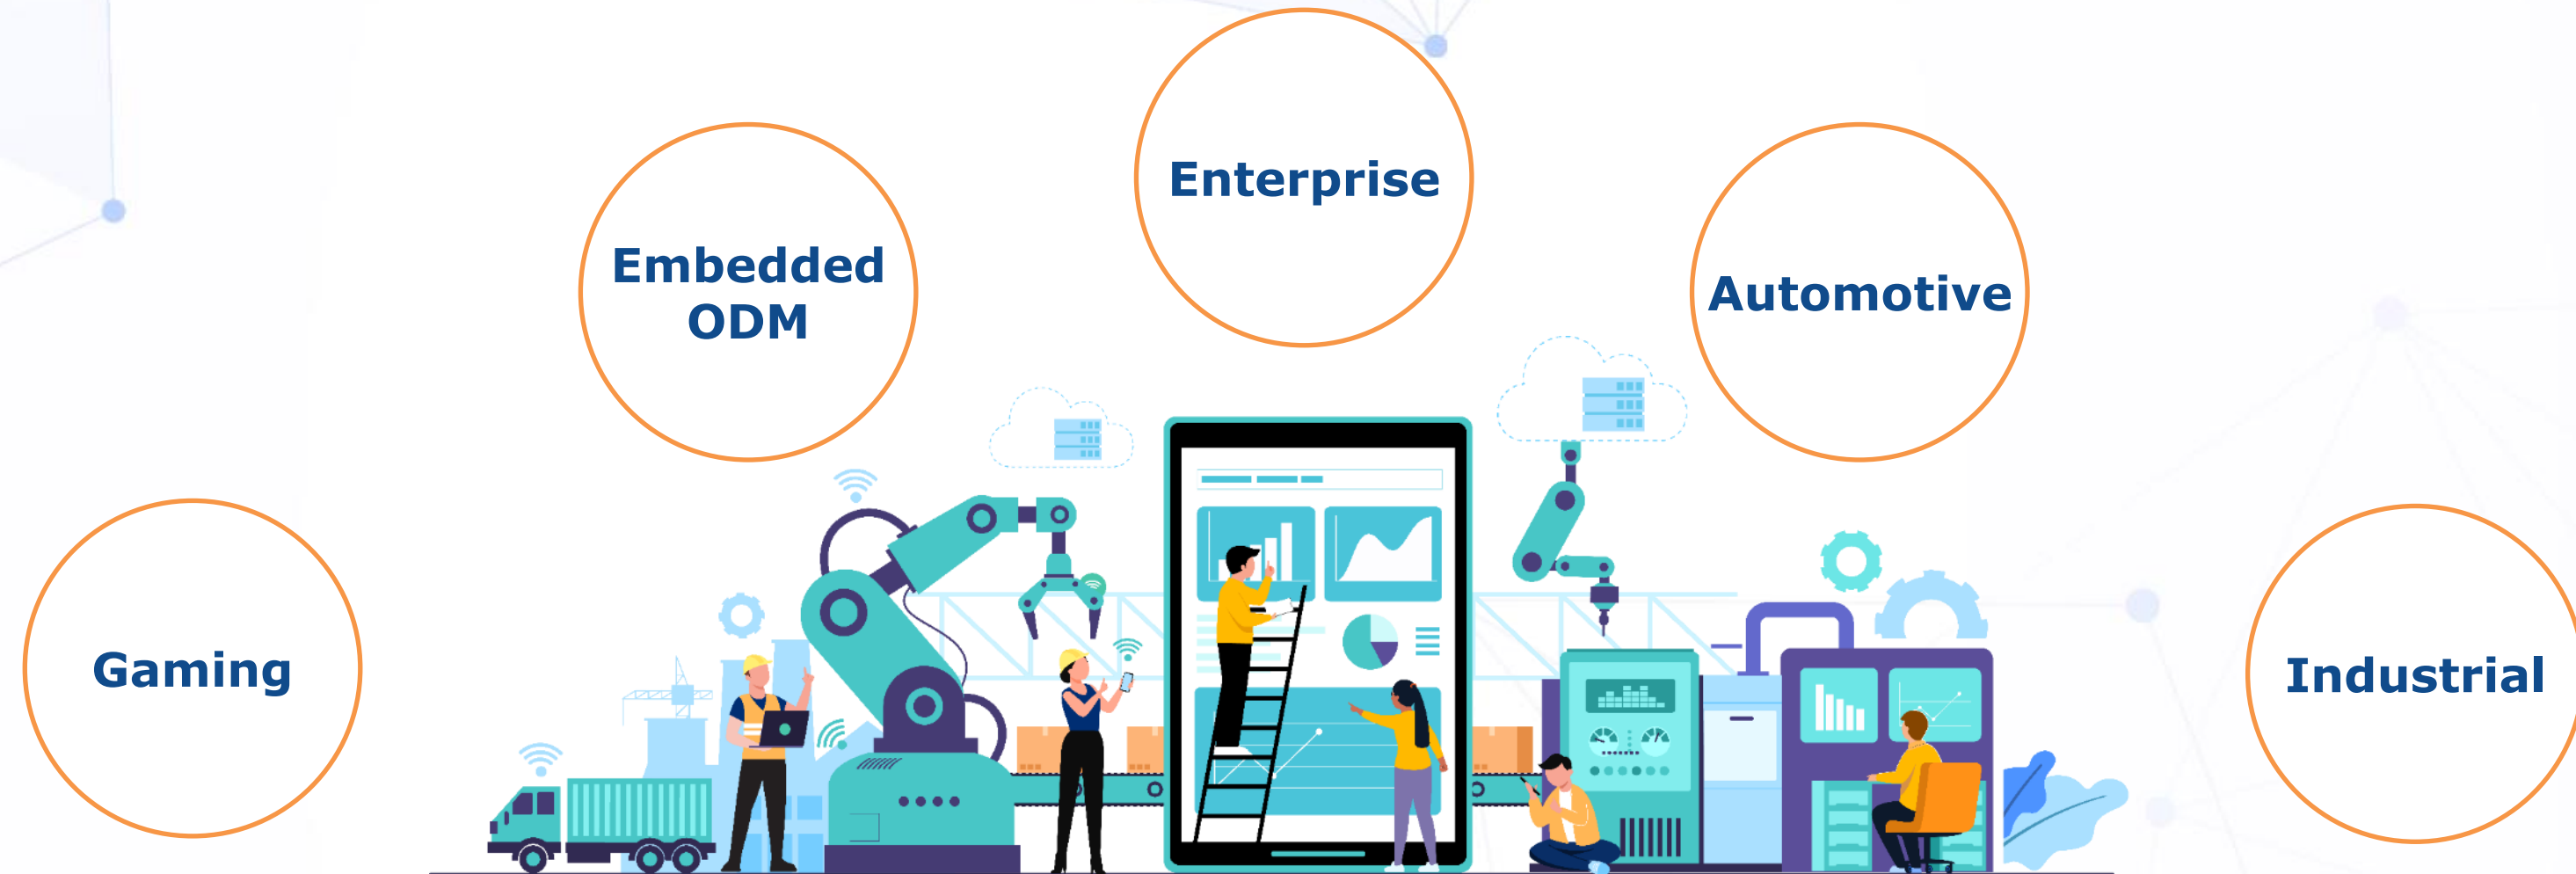 Enterprise
Embedded
ODM
Automotive
Gaming
Industrial